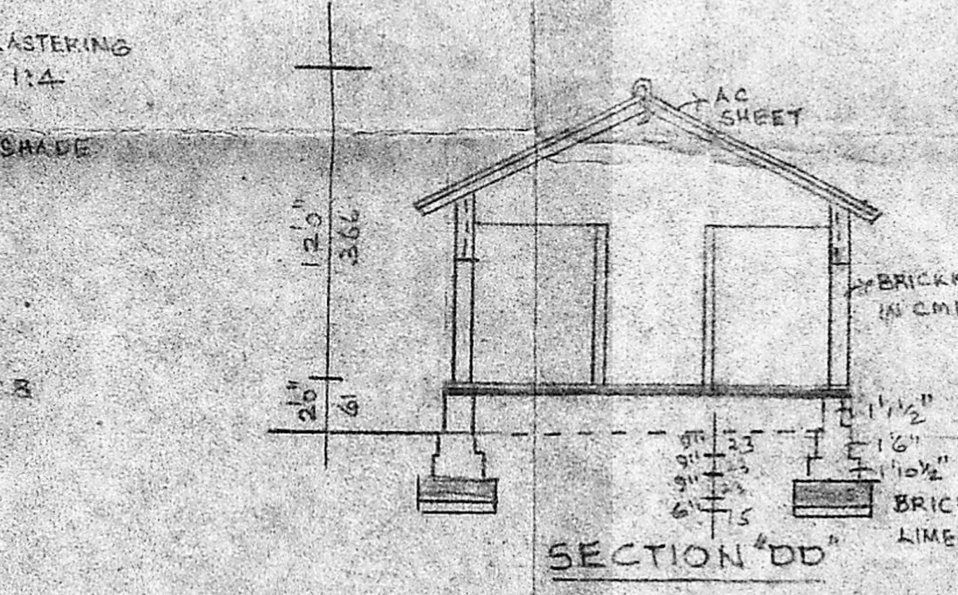 ASTERING
1:4
SHADE
AC
SHEET
12'0"
366
BRICK
IN CM
B
2'0"
61
1'1½"
9" 23
1'6"
9"
1'10½"
9"
6" 15
BRIC
LIME
SECTION "DD"